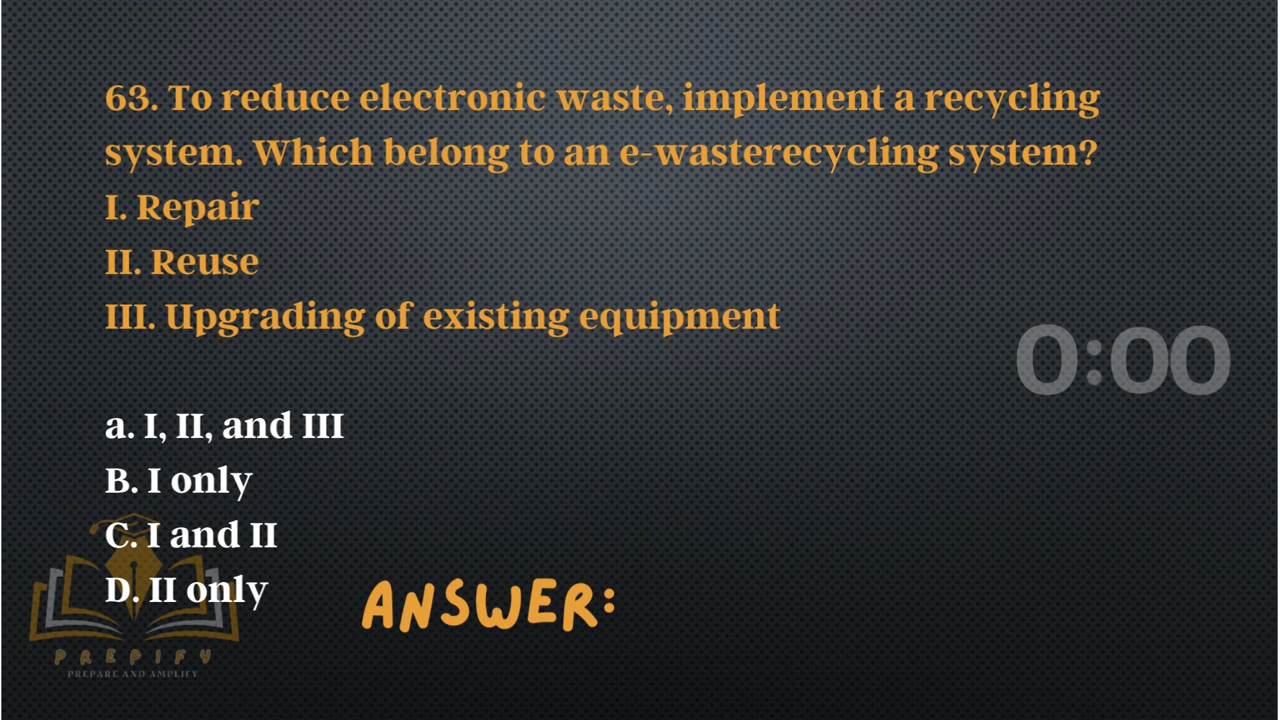 63. To reduce electronic waste, implement a recycling
system. Which belong to an e-wasterecycling system?
I. Repair
II. Reuse
III. Upgrading of existing equipment
0:00
a. I, II, and III
B. I only
C. I and II
D. II only
ANSWER:
PREPIFY
PREPARE AND AMPLIFY